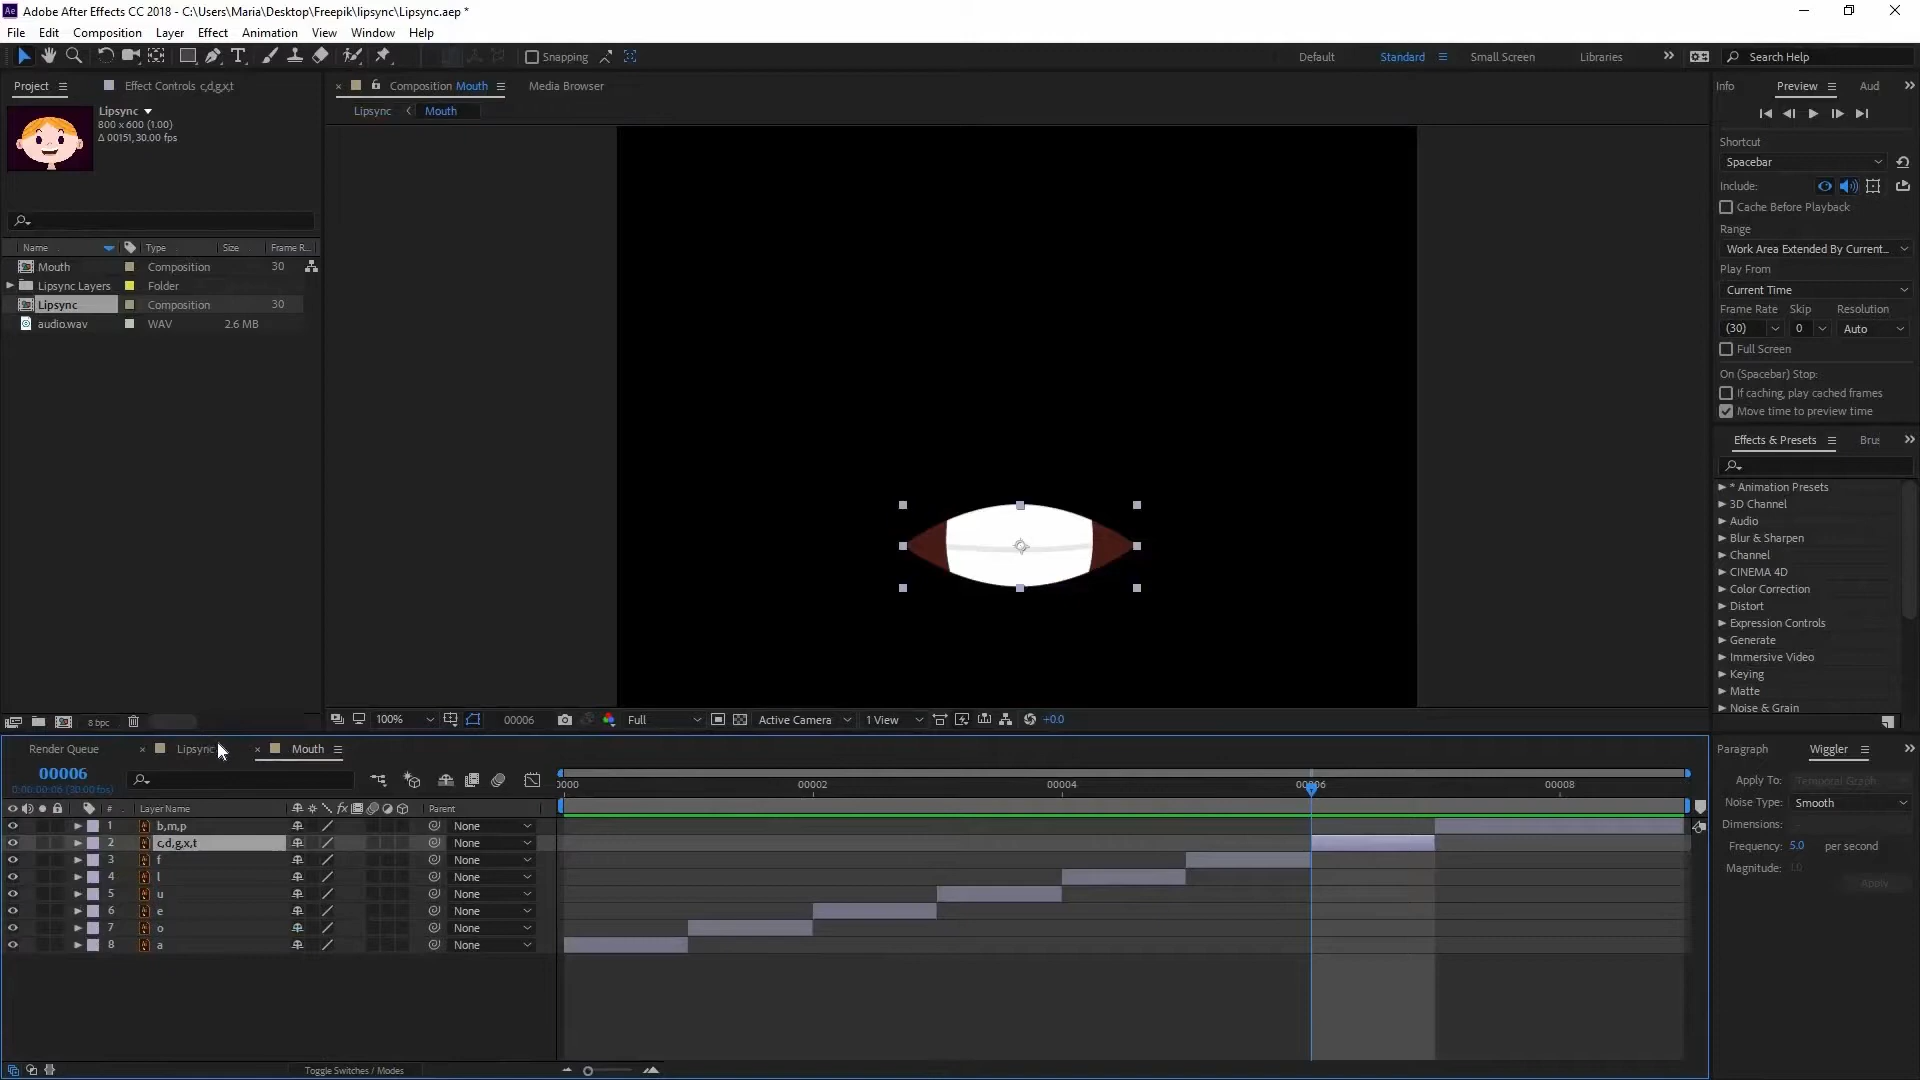 Adobe After Effects CC 2018 - C:\Users\Maria\Desktop\Freepik\lipsync\Lipsync.aep *
File Edit Composition Layer Effect Animation View Window Help
Snapping
Default Standard Small Screen Libraries Search Help
Project Effect Controls c,d,g,x,t
Lipsync
800 x 600 (1.00)
Δ 00151, 30.00 fps
Name Type Size Frame R...
Mouth Composition 30
Lipsync Layers Folder
Lipsync Composition 30
audio.wav WAV 2.6 MB
8 bpc
Composition Mouth Media Browser
Lipsync Mouth
100% 00006 Full Active Camera 1 View +0.0
Info Preview Aud
Shortcut
Spacebar
Include:
Cache Before Playback
Range
Work Area Extended By Current...
Play From
Current Time
Frame Rate Skip Resolution
(30) 0 Auto
Full Screen
On (Spacebar) Stop:
If caching, play cached frames
Move time to preview time
Effects & Presets Bru
* Animation Presets
3D Channel
Audio
Blur & Sharpen
Channel
CINEMA 4D
Color Correction
Distort
Expression Controls
Generate
Immersive Video
Keying
Matte
Noise & Grain
Render Queue Lipsync Mouth
00006
0:00:00:06 (30.00 fps)
0000 00002 00004 00006 00008
# Layer Name Parent
1 b,m,p None
2 c,d,g,x,t None
3 f None
4 l None
5 u None
6 e None
7 o None
8 a None
Toggle Switches / Modes
Paragraph Wiggler
Apply To: Temporal Graph
Noise Type: Smooth
Dimensions:
Frequency: 5.0 per second
Magnitude: 1.0
Apply